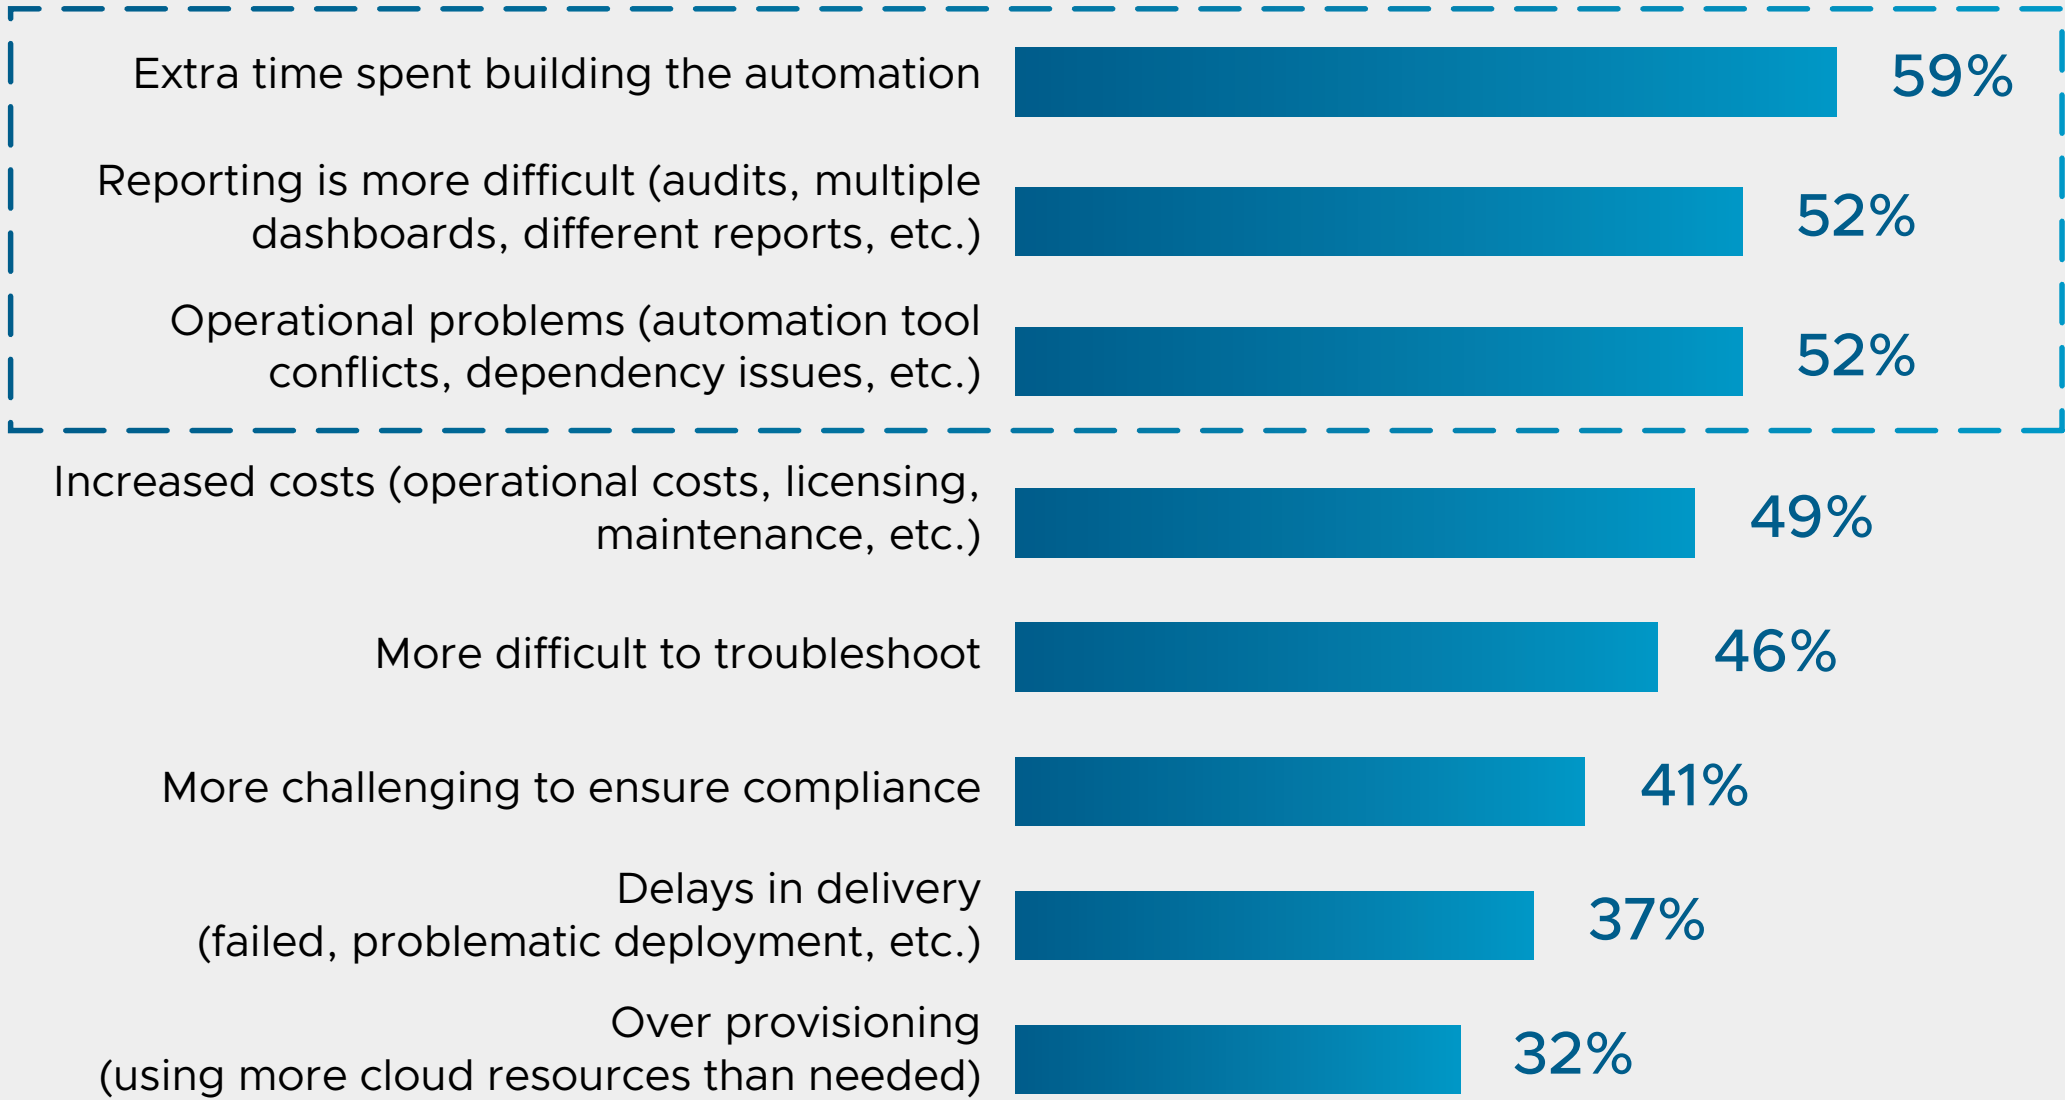 Extra time spent building the automation
59%
Reporting is more difficult (audits, multiple
dashboards, different reports, etc.)
52%
Operational problems (automation tool
conflicts, dependency issues, etc.)
52%
Increased costs (operational costs, licensing,
maintenance, etc.)
49%
More difficult to troubleshoot
46%
More challenging to ensure compliance
41%
Delays in delivery
(failed, problematic deployment, etc.)
37%
Over provisioning
(using more cloud resources than needed)
32%